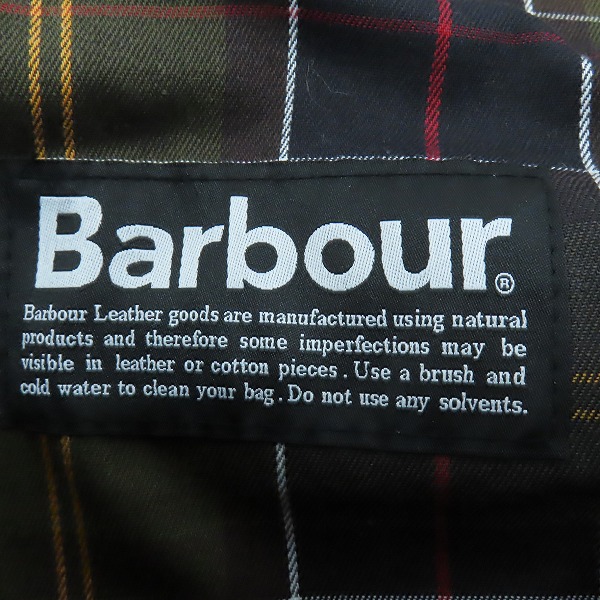 Barbour®
Barbour Leather goods are manufactured using natural
products and therefore some imperfections may be
visible in leather or cotton pieces. Use a brush and
cold water to clean your bag. Do not use any solvents.